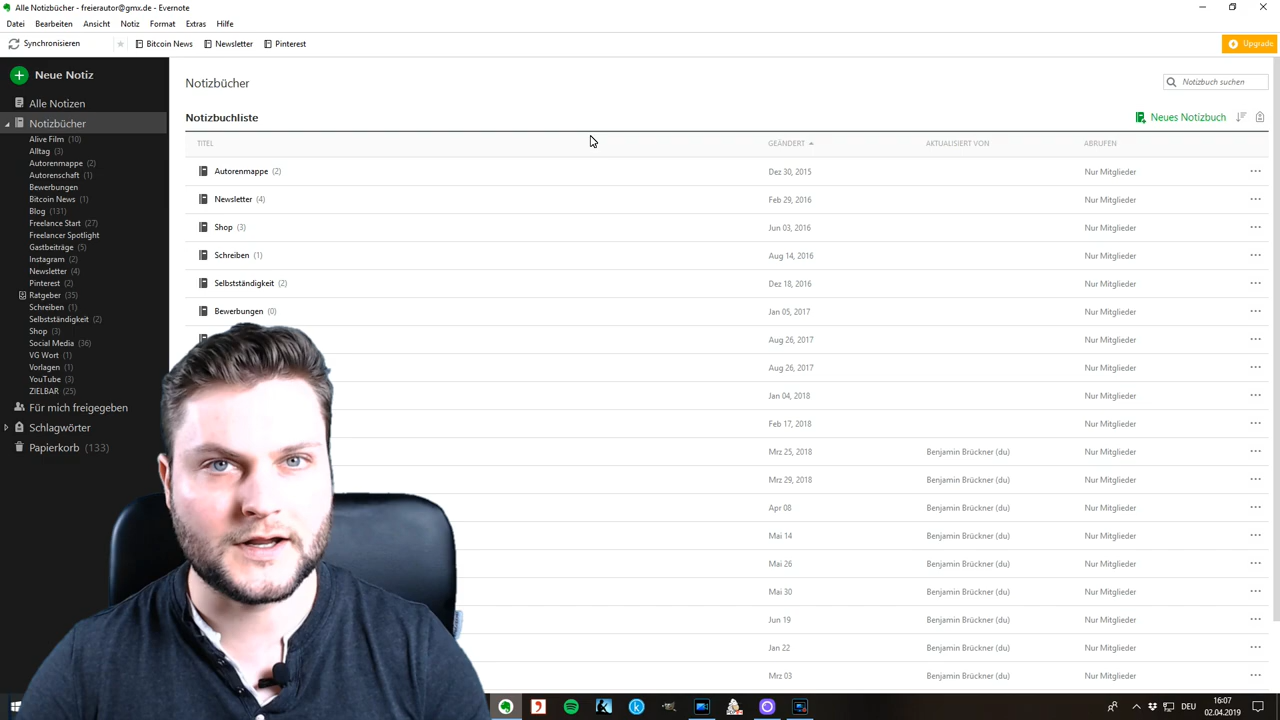 Alle Notizbücher - freierautor@gmx.de - Evernote
Datei Bearbeiten Ansicht Notiz Format Extras Hilfe
Synchronisieren Bitcoin News Newsletter Pinterest Upgrade
Neue Notiz
Alle Notizen
Notizbücher
Alive Film (10)
Alltag (3)
Autorenmappe (2)
Autorenschaft (1)
Bewerbungen
Bitcoin News (1)
Blog (131)
Freelance Start (27)
Freelancer Spotlight
Gastbeiträge (5)
Instagram (2)
Newsletter (4)
Pinterest (2)
Ratgeber (35)
Schreiben (1)
Selbstständigkeit (2)
Shop (3)
Social Media (36)
VG Wort (1)
Vorlagen (1)
YouTube (3)
ZIELBAR (25)
Für mich freigegeben
Schlagwörter
Papierkorb (133)
Notizbücher
Notizbuch suchen
Notizbuchliste
Neues Notizbuch
TITEL GEÄNDERT AKTUALISIERT VON ABRUFEN
Autorenmappe (2) Dez 30, 2015 Nur Mitglieder
Newsletter (4) Feb 29, 2016 Nur Mitglieder
Shop (3) Jun 03, 2016 Nur Mitglieder
Schreiben (1) Aug 14, 2016 Nur Mitglieder
Selbstständigkeit (2) Dez 18, 2016 Nur Mitglieder
Bewerbungen (0) Jan 05, 2017 Nur Mitglieder
Aug 26, 2017 Nur Mitglieder
Aug 26, 2017 Nur Mitglieder
Jan 04, 2018 Nur Mitglieder
Feb 17, 2018 Nur Mitglieder
Mrz 25, 2018 Benjamin Brückner (du) Nur Mitglieder
Mrz 29, 2018 Benjamin Brückner (du) Nur Mitglieder
Apr 08 Benjamin Brückner (du) Nur Mitglieder
Mai 14 Benjamin Brückner (du) Nur Mitglieder
Mai 26 Benjamin Brückner (du) Nur Mitglieder
Mai 30 Benjamin Brückner (du) Nur Mitglieder
Jun 19 Benjamin Brückner (du) Nur Mitglieder
Jan 22 Benjamin Brückner (du) Nur Mitglieder
Mrz 03 Benjamin Brückner (du) Nur Mitglieder
DEU
16:07
02.04.2019